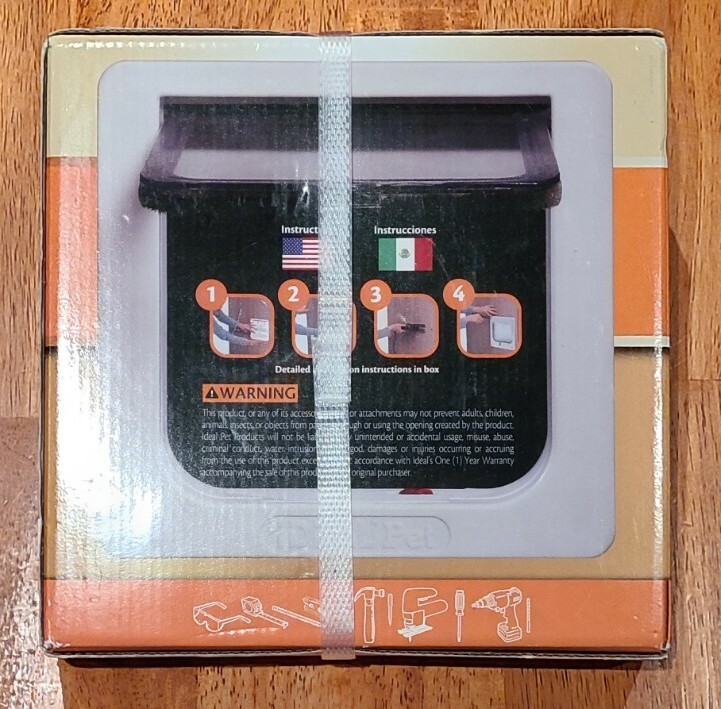 Instruct Instrucciones
1 2 3 4
Detailed on instructions in box
WARNING
This product, or any of its accesso or attachments may not prevent adults, children,
animals, insects, or objects from pa ugh or using the opening created by the product.
Ideal Pet Products will not be lia unintended or accidental usage, misuse, abuse,
criminal conduct, water intrusion god, damages or injuries occurring or accruing
from the use of this product exce t accordance with Ideal's One (1) Year Warranty
accompanying the sale of this prod original purchaser.
Pet